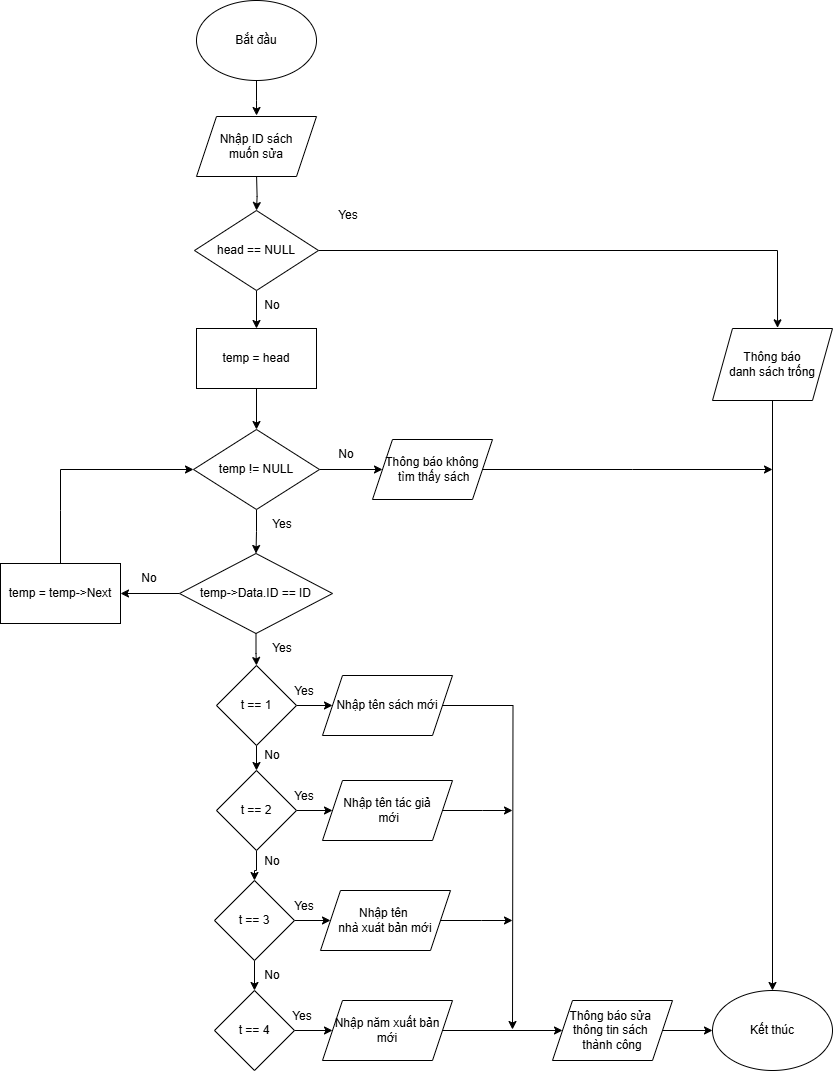 Bắt đầu
Nhập ID sách
muốn sửa
Yes
head == NULL
No
temp = head
Thông báo
danh sách trống
temp != NULL
No
Thông báo không
tìm thấy sách
Yes
temp = temp->Next
No
temp->Data.ID == ID
Yes
t == 1
Yes
Nhập tên sách mới
No
t == 2
Yes
Nhập tên tác giả
mới
No
t == 3
Yes
Nhập tên
nhà xuát bản mới
No
t == 4
Yes
Nhập năm xuất bản
mới
Thông báo sửa
thông tin sách
thành công
Kết thúc